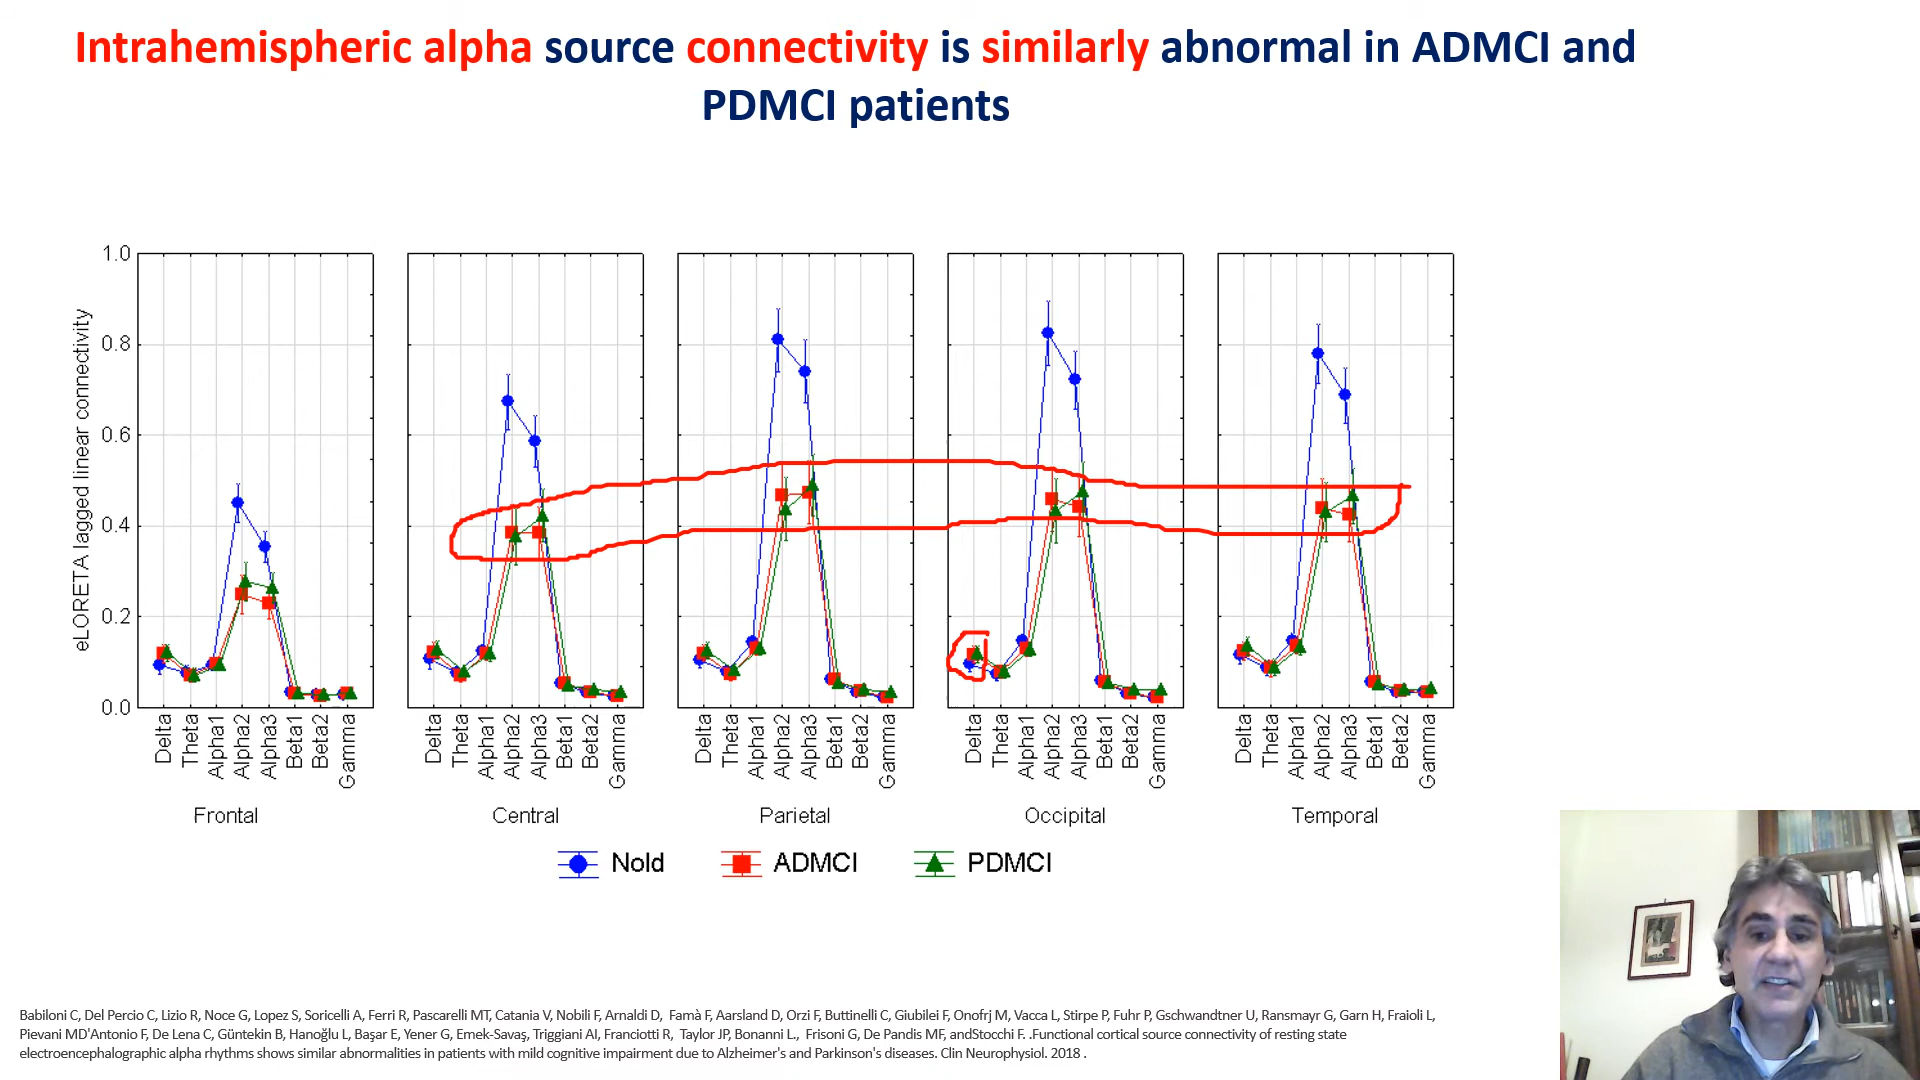 Intrahemispheric alpha source connectivity is similarly abnormal in ADMCI and
PDMCI patients
eLORETA lagged linear connectivity
1.0
0.8
0.6
0.4
0.2
0.0
Delta Theta Alpha1 Alpha2 Alpha3 Beta1 Beta2 Gamma
Delta Theta Alpha1 Alpha2 Alpha3 Beta1 Beta2 Gamma
Delta Theta Alpha1 Alpha2 Alpha3 Beta1 Beta2 Gamma
Delta Theta Alpha1 Alpha2 Alpha3 Beta1 Beta2 Gamma
Delta Theta Alpha1 Alpha2 Alpha3 Beta1 Beta2 Gamma
Frontal Central Parietal Occipital Temporal
Nold ADMCI PDMCI
Babiloni C, Del Percio C, Lizio R, Noce G, Lopez S, Soricelli A, Ferri R, Pascarelli MT, Catania V, Nobili F, Arnaldi D, Famà F, Aarsland D, Orzi F, Buttinelli C, Giubilei F, Onofrj M, Vacca L, Stirpe P, Fuhr P, Gschwandtner U, Ransmayr G, Garn H, Fraioli L,
Pievani MD'Antonio F, De Lena C, Güntekin B, Hanoğlu L, Başar E, Yener G, Emek-Savaş, Triggiani AI, Franciotti R, Taylor JP, Bonanni L., Frisoni G, De Pandis MF, andStocchi F. .Functional cortical source connectivity of resting state
electroencephalographic alpha rhythms shows similar abnormalities in patients with mild cognitive impairment due to Alzheimer's and Parkinson's diseases. Clin Neurophysiol. 2018 .